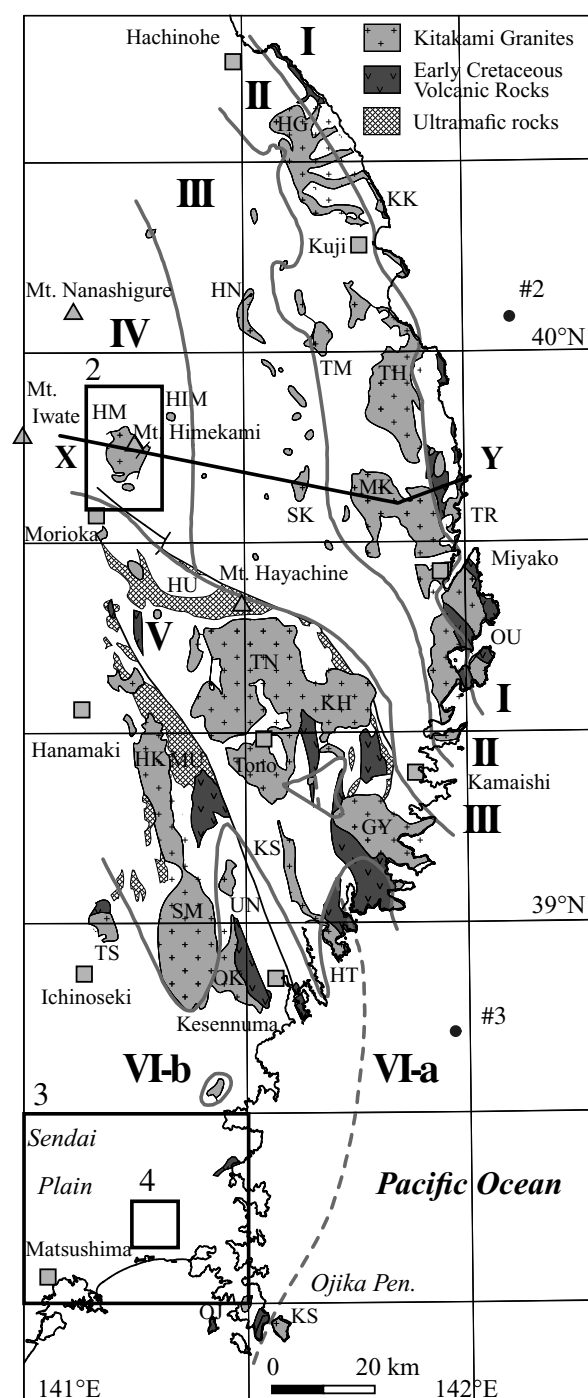 Hachinohe
I
Kitakami Granites
Early Cretaceous
Volcanic Rocks
II
Ultramafic rocks
HG
III
KK
Kuji
Mt. Nanashigure
HN
#2
IV
40°N
TM
2
TH
Mt.
Iwate
HM
HIM
Mt. Himekami
X
Y
MK
SK
TR
Morioka
Miyako
HU
Mt. Hayachine
V
OU
TN
KH
I
Hanamaki
HK
MU
Tono
II
Kamaishi
III
GY
KS
39°N
UN
SM
TS
HT
OK
Ichinoseki
Kesennuma
#3
VI-b
VI-a
3
Sendai
Plain
4
Pacific Ocean
Matsushima
Ojika Pen.
OJ
KS
0
20 km
141°E
142°E